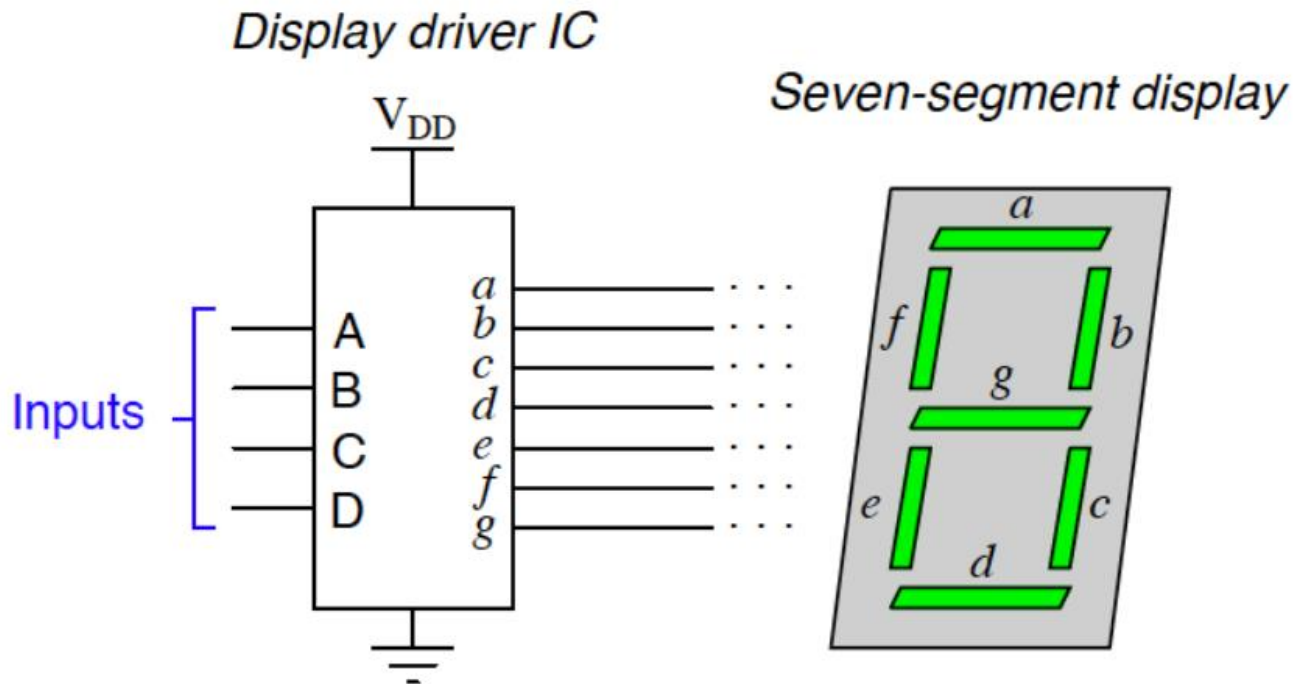 Display driver IC
Seven-segment display
VDD
Inputs
A
B
C
D
a
b
c
d
e
f
g
a
f
b
g
e
c
d